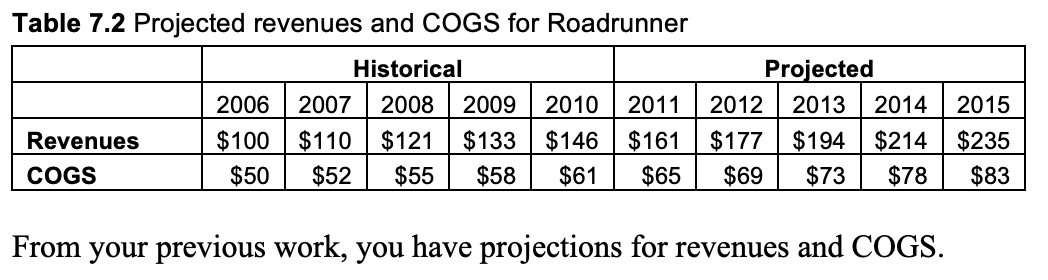 Table 7.2 Projected revenues and COGS for Roadrunner
Historical Projected
2006 2007 2008 2009 2010 2011 2012 2013 2014 2015
Revenues $100 $110 $121 $133 $146 $161 $177 $194 $214 $235
COGS $50 $52 $55 $58 $61 $65 $69 $73 $78 $83
From your previous work, you have projections for revenues and COGS.